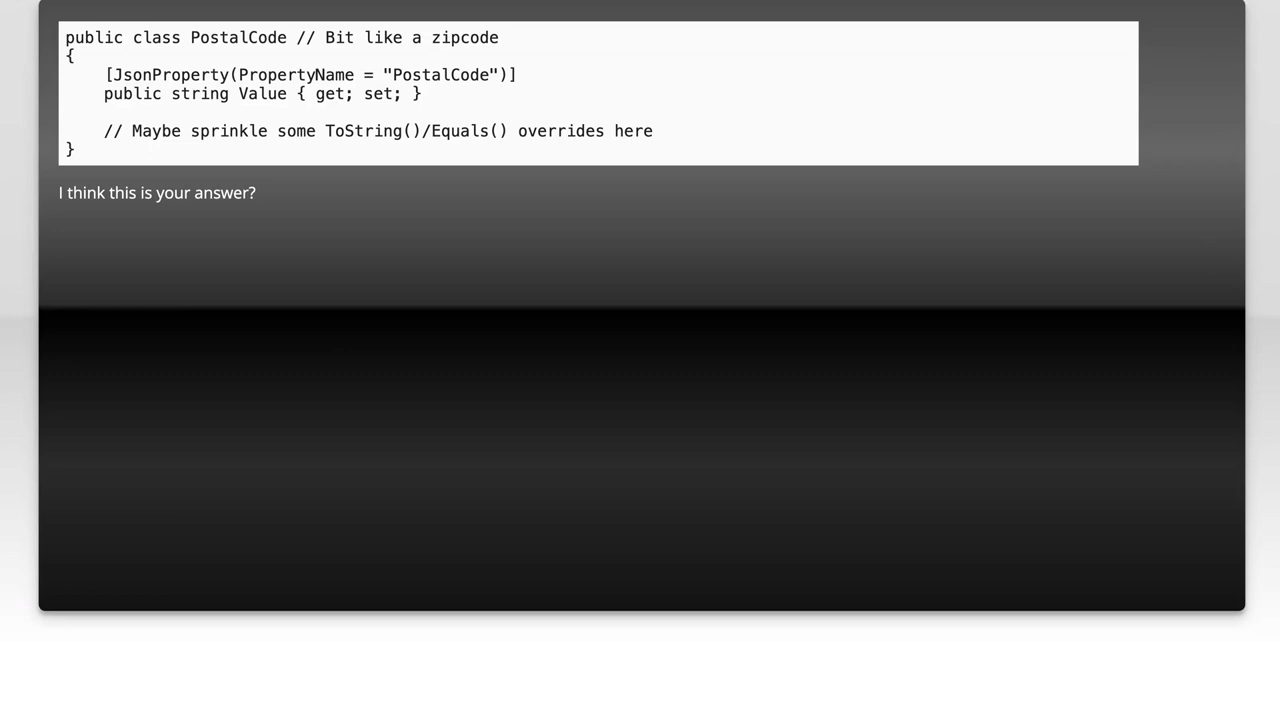 public class PostalCode // Bit like a zipcode
{
    [JsonProperty(PropertyName = "PostalCode")]
    public string Value { get; set; }
    // Maybe sprinkle some ToString()/Equals() overrides here
}
I think this is your answer?